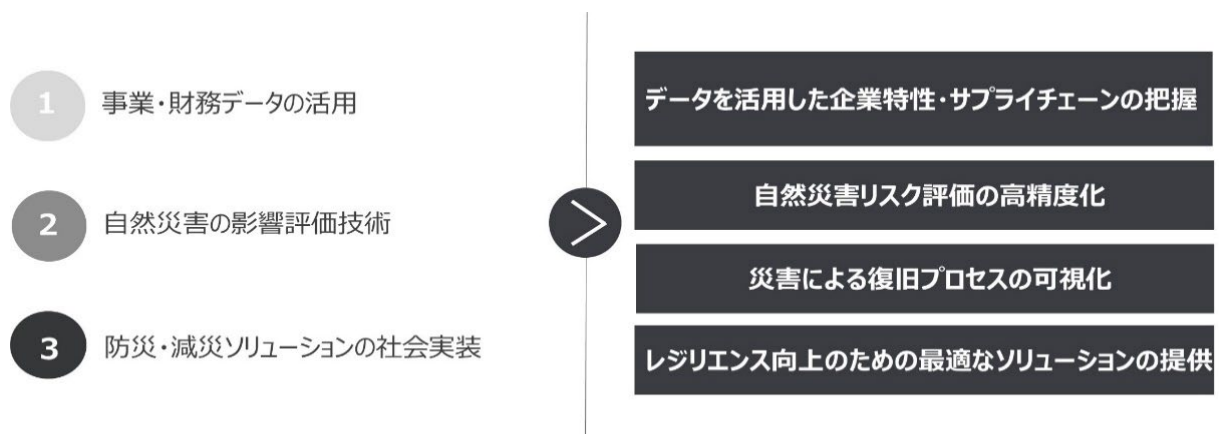 1 事業・財務データの活用
2 自然災害の影響評価技術
3 防災・減災ソリューションの社会実装
データを活用した企業特性・サプライチェーンの把握
自然災害リスク評価の高精度化
災害による復旧プロセスの可視化
レジリエンス向上のための最適なソリューションの提供